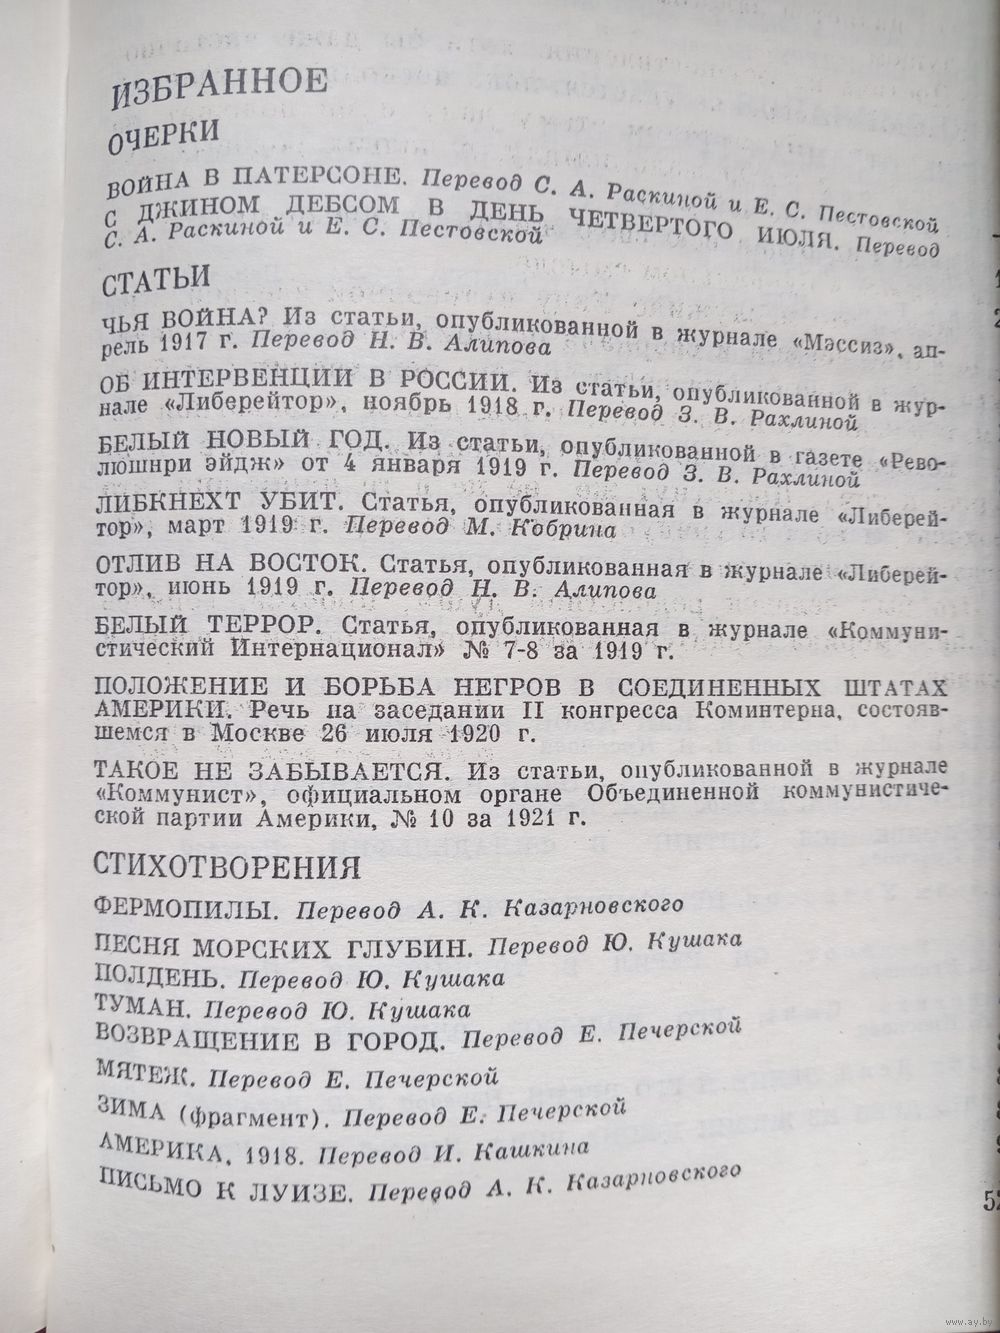 ИЗБРАННОЕ
ОЧЕРКИ
ВОЙНА В ПАТЕРСОНЕ. Перевод С. А. Раскиной и Е. С. Пестовской
С ДЖИНОМ ДЕБСОМ В ДЕНЬ ЧЕТВЕРТОГО ИЮЛЯ. Перевод
С. А. Раскиной и Е. С. Пестовской
СТАТЬИ
ЧЬЯ ВОЙНА? Из статьи, опубликованной в журнале «Мэссиз», ап-
рель 1917 г. Перевод Н. В. Алипова
ОБ ИНТЕРВЕНЦИИ В РОССИИ. Из статьи, опубликованной в жур-
нале «Либерейтор», ноябрь 1918 г. Перевод З. В. Рахлиной
БЕЛЫЙ НОВЫЙ ГОД. Из статьи, опубликованной в газете «Рево-
люшнри эйдж» от 4 января 1919 г. Перевод З. В. Рахлиной
ЛИБКНЕХТ УБИТ. Статья, опубликованная в журнале «Либерей-
тор», март 1919 г. Перевод М. Кобрина
ОТЛИВ НА ВОСТОК. Статья, опубликованная в журнале «Либерей-
тор», июнь 1919 г. Перевод Н. В. Алипова
БЕЛЫЙ ТЕРРОР. Статья, опубликованная в журнале «Коммуни-
стический Интернационал» № 7-8 за 1919 г.
ПОЛОЖЕНИЕ И БОРЬБА НЕГРОВ В СОЕДИНЕННЫХ ШТАТАХ
АМЕРИКИ. Речь на заседании II конгресса Коминтерна, состояв-
шемся в Москве 26 июля 1920 г.
ТАКОЕ НЕ ЗАБЫВАЕТСЯ. Из статьи, опубликованной в журнале
«Коммунист», официальном органе Объединенной коммунистиче-
ской партии Америки, № 10 за 1921 г.
СТИХОТВОРЕНИЯ
ФЕРМОПИЛЫ. Перевод А. К. Казарновского
ПЕСНЯ МОРСКИХ ГЛУБИН. Перевод Ю. Кушака
ПОЛДЕНЬ. Перевод Ю. Кушака
ТУМАН. Перевод Ю. Кушака
ВОЗВРАЩЕНИЕ В ГОРОД. Перевод Е. Печерской
МЯТЕЖ. Перевод Е. Печерской
ЗИМА (фрагмент). Перевод Е. Печерской
АМЕРИКА, 1918. Перевод И. Кашкина
ПИСЬМО К ЛУИЗЕ. Перевод А. К. Казарновского
www.ay.by